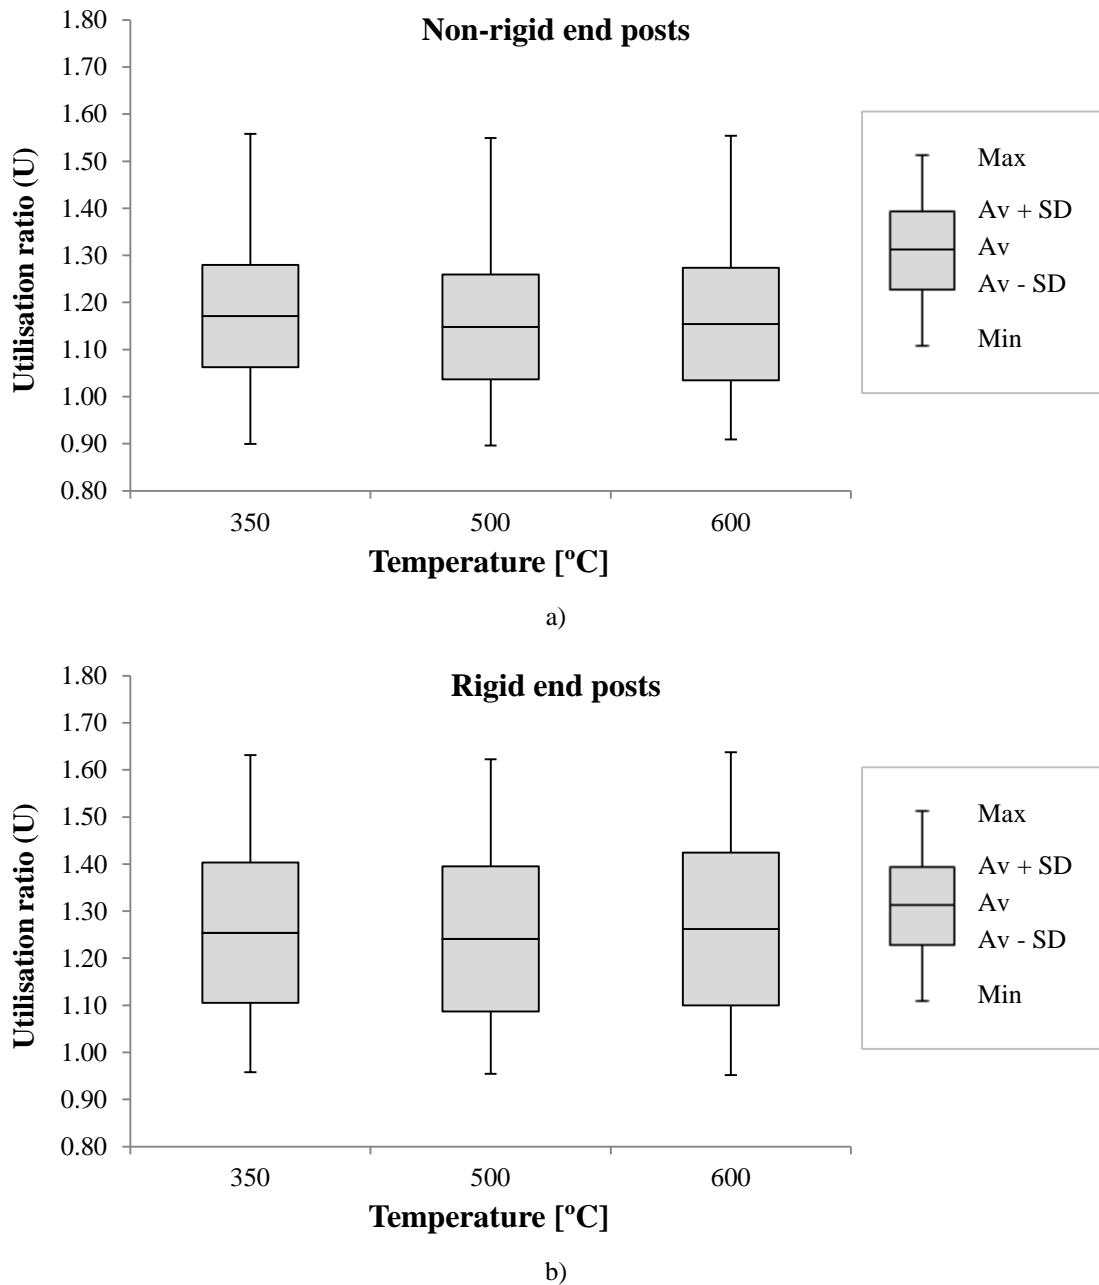 Non-rigid end posts
1.80
1.70
1.60
1.50
1.40
1.30
1.20
1.10
1.00
0.90
0.80
Utilisation ratio (U)
350 500 600
Temperature [ºC]
Max
Av + SD
Av
Av - SD
Min
a)
Rigid end posts
1.80
1.70
1.60
1.50
1.40
1.30
1.20
1.10
1.00
0.90
0.80
Utilisation ratio (U)
350 500 600
Temperature [ºC]
Max
Av + SD
Av
Av - SD
Min
b)